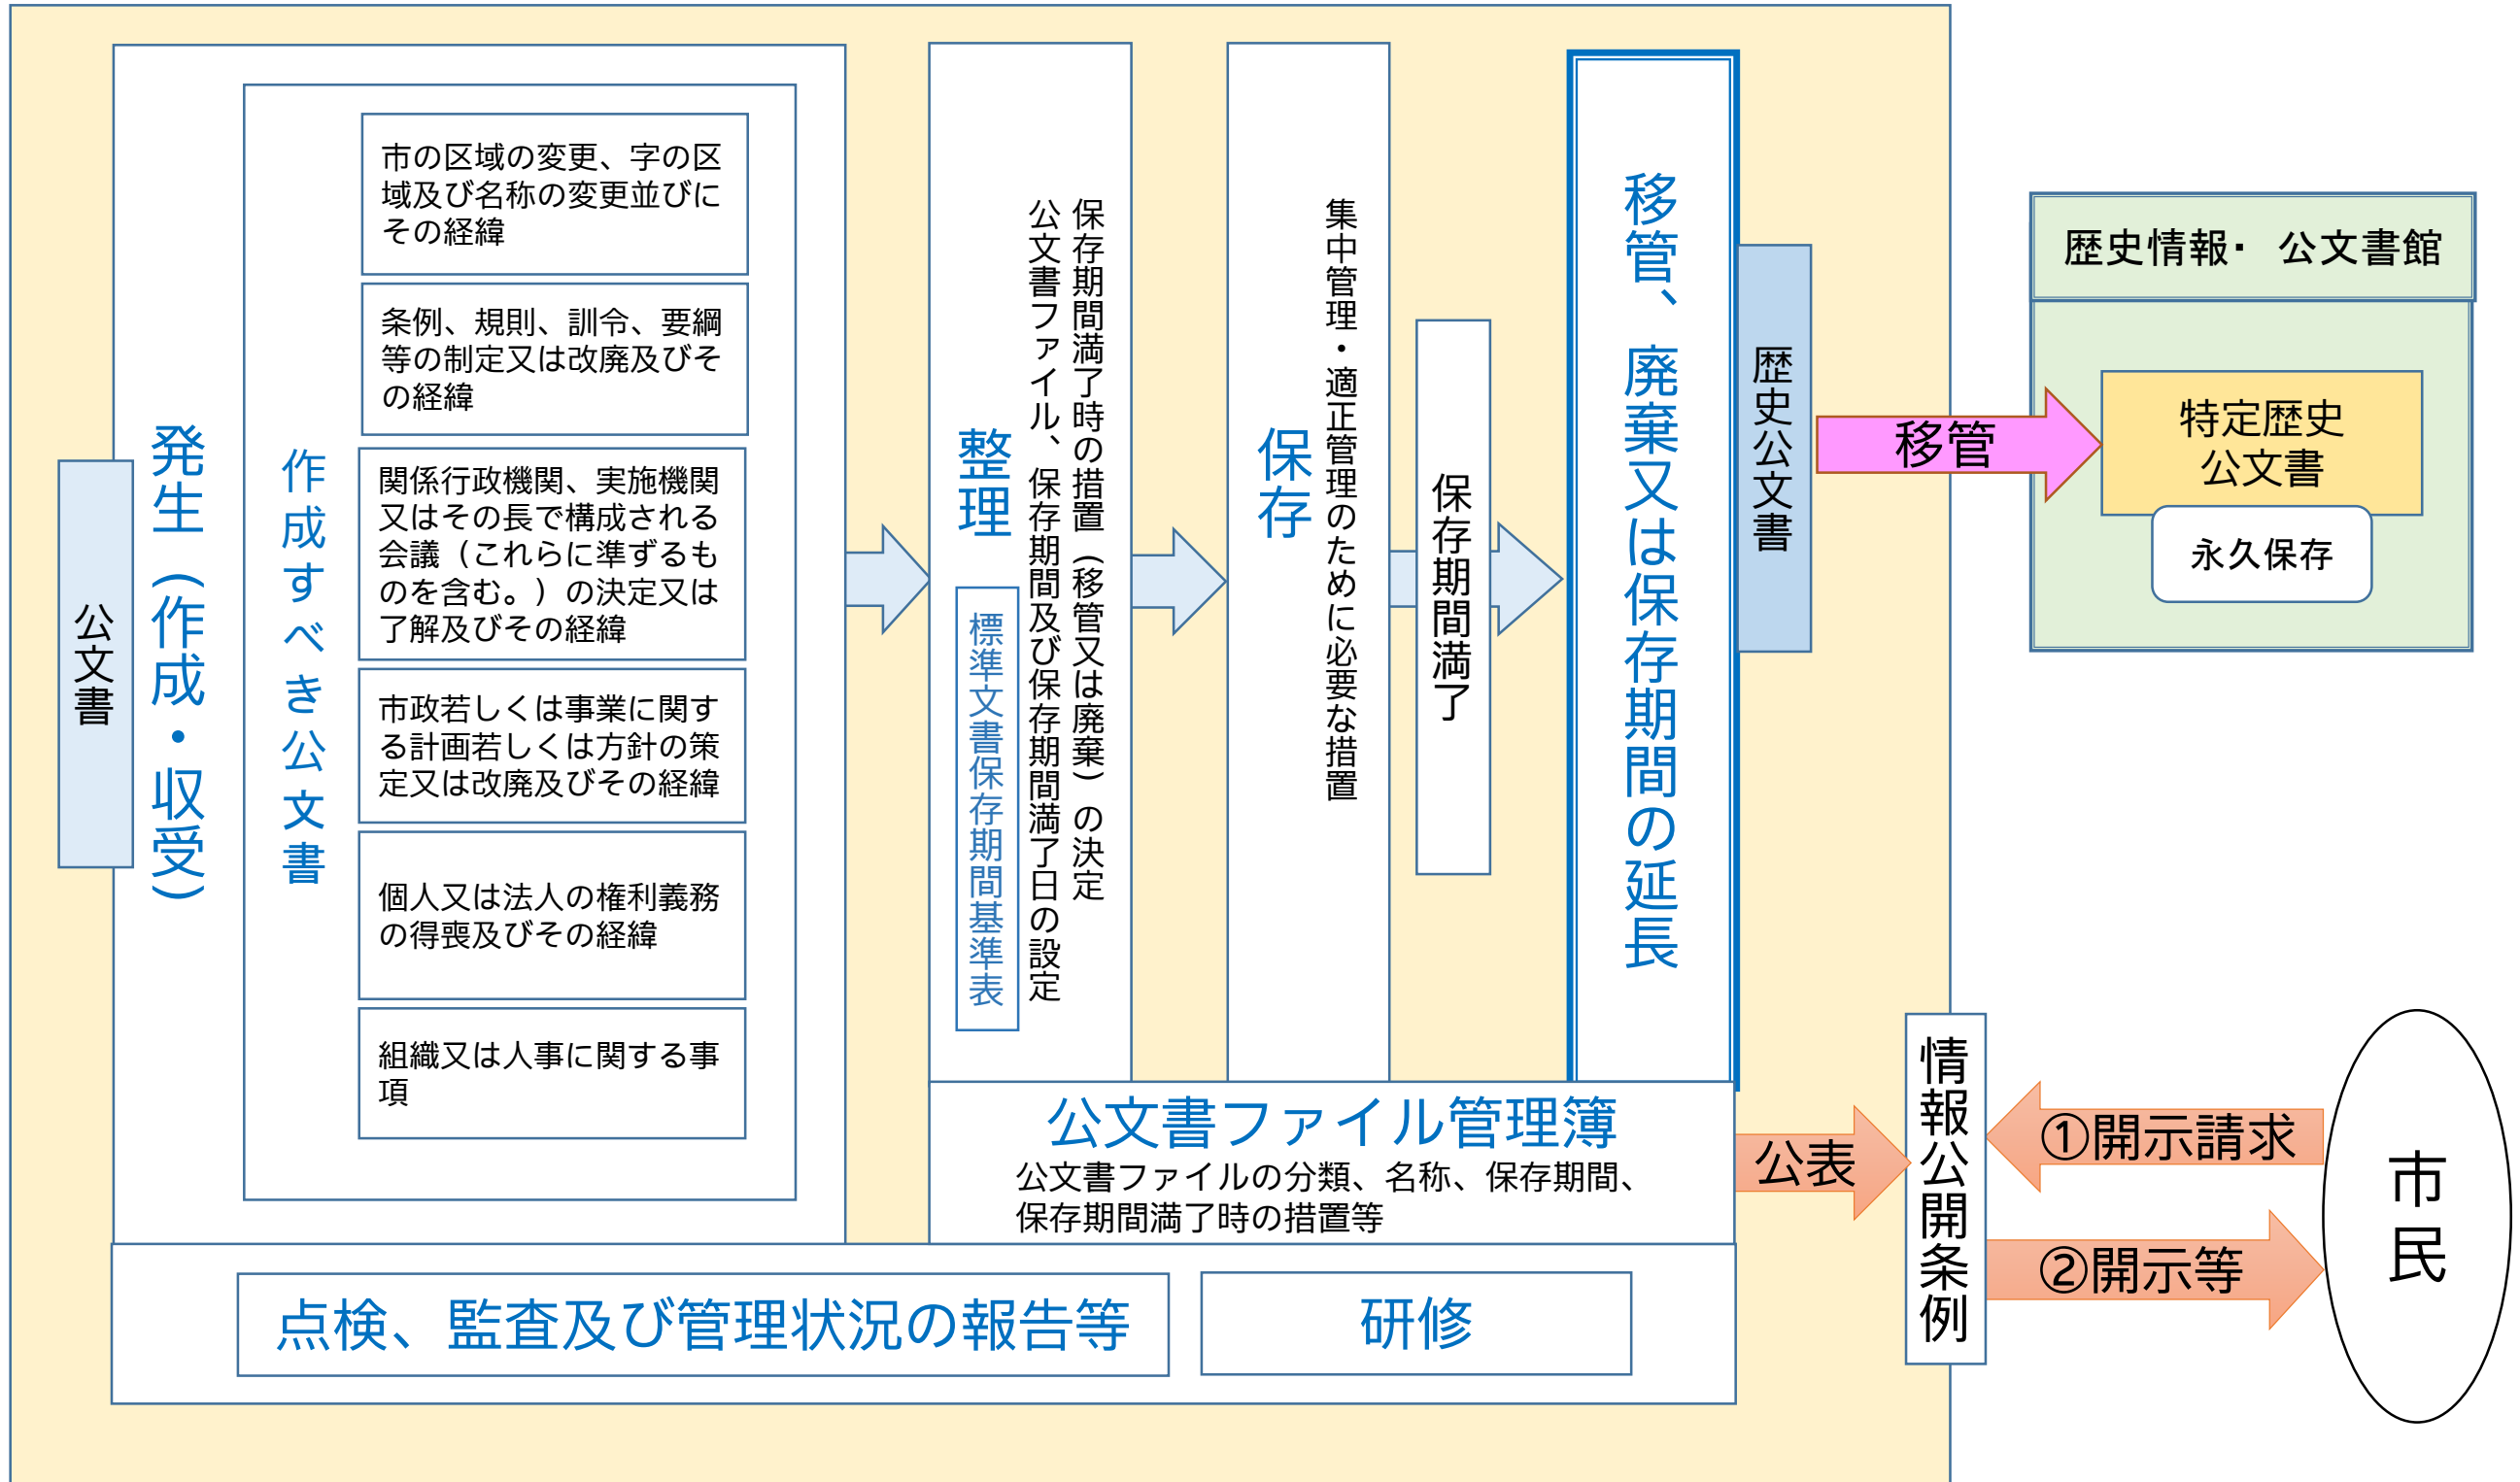 公文書
発生（作成・収受）
作成すべき公文書
市の区域の変更、字の区
域及び名称の変更並びに
その経緯
条例、規則、訓令、要綱
等の制定又は改廃及びそ
の経緯
関係行政機関、実施機関
又はその長で構成される
会議（これらに準ずるも
のを含む。）の決定又は
了解及びその経緯
市政若しくは事業に関す
る計画若しくは方針の策
定又は改廃及びその経緯
個人又は法人の権利義務
の得喪及びその経緯
組織又は人事に関する事
項
整理
標準文書保存期間基準表
保存期間満了時の措置（移管又は廃棄）の決定
公文書ファイル、保存期間及び保存期間満了日の設定
保存
集中管理・適正管理のために必要な措置
保存期間満了
移管、廃棄又は保存期間の延長
歴史公文書
移管
歴史情報・ 公文書館
特定歴史
公文書
永久保存
公文書ファイル管理簿
公文書ファイルの分類、名称、保存期間、
保存期間満了時の措置等
公表
情報公開条例
①開示請求
②開示等
市民
点検、監査及び管理状況の報告等
研修